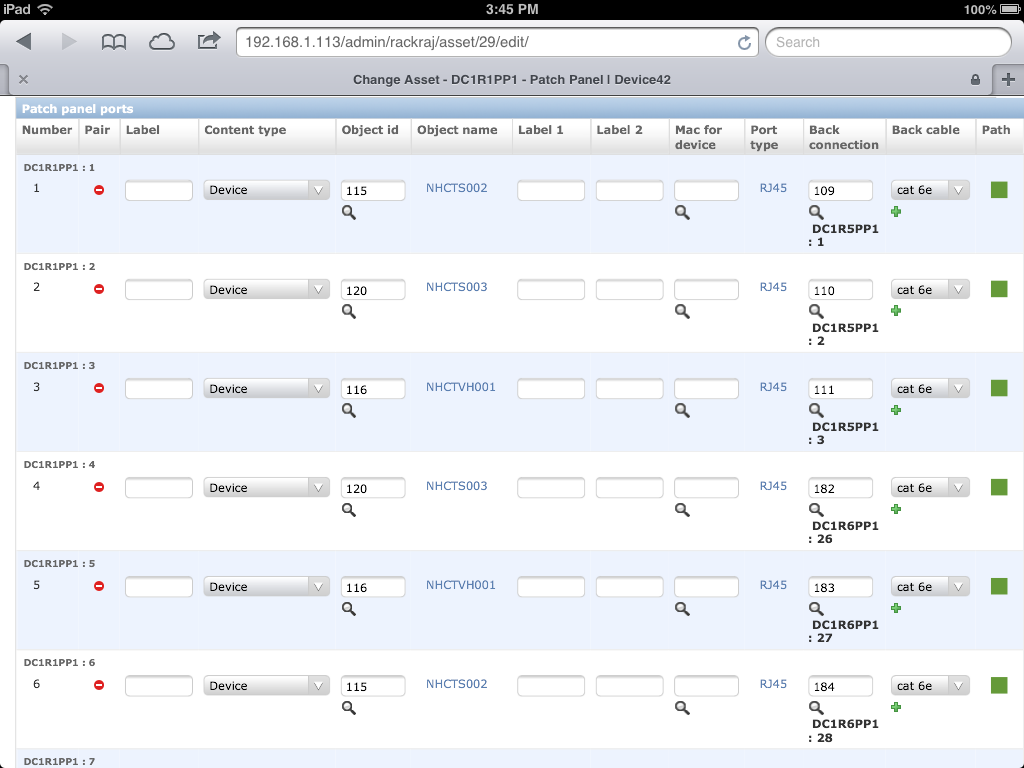 iPad 3:45 PM 100%
192.168.1.113/admin/rackraj/asset/29/edit/ Search
Change Asset - DC1R1PP1 - Patch Panel | Device42
Patch panel ports
Number Pair Label Content type Object id Object name Label 1 Label 2 Mac for device Port type Back connection Back cable Path
DC1R1PP1 : 1
1 Device 115 NHCTS002 RJ45 109 cat 6e
DC1R5PP1
: 1
DC1R1PP1 : 2
2 Device 120 NHCTS003 RJ45 110 cat 6e
DC1R5PP1
: 2
DC1R1PP1 : 3
3 Device 116 NHCTVH001 RJ45 111 cat 6e
DC1R5PP1
: 3
DC1R1PP1 : 4
4 Device 120 NHCTS003 RJ45 182 cat 6e
DC1R6PP1
: 26
DC1R1PP1 : 5
5 Device 116 NHCTVH001 RJ45 183 cat 6e
DC1R6PP1
: 27
DC1R1PP1 : 6
6 Device 115 NHCTS002 RJ45 184 cat 6e
DC1R6PP1
: 28
DC1R1PP1 : 7